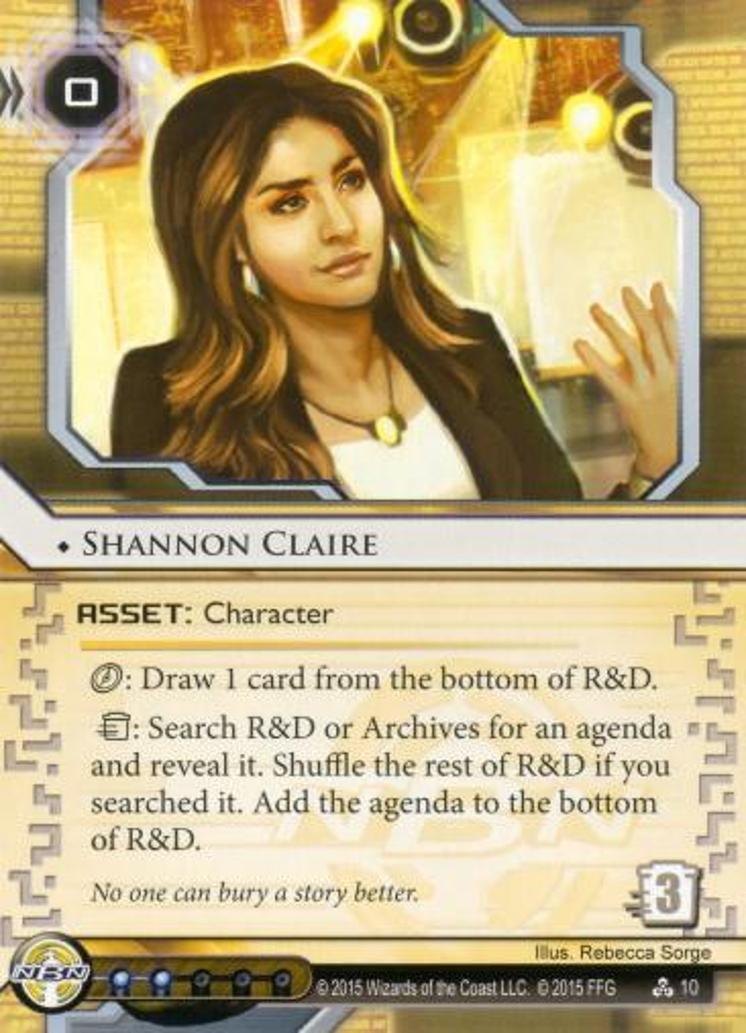 0
◆ SHANNON CLAIRE
ASSET: Character
: Draw 1 card from the bottom of R&D.
: Search R&D or Archives for an agenda
and reveal it. Shuffle the rest of R&D if you
searched it. Add the agenda to the bottom
of R&D.
No one can bury a story better.
3
Illus. Rebecca Sorge
NBN
© 2015 Wizards of the Coast LLC. © 2015 FFG 10